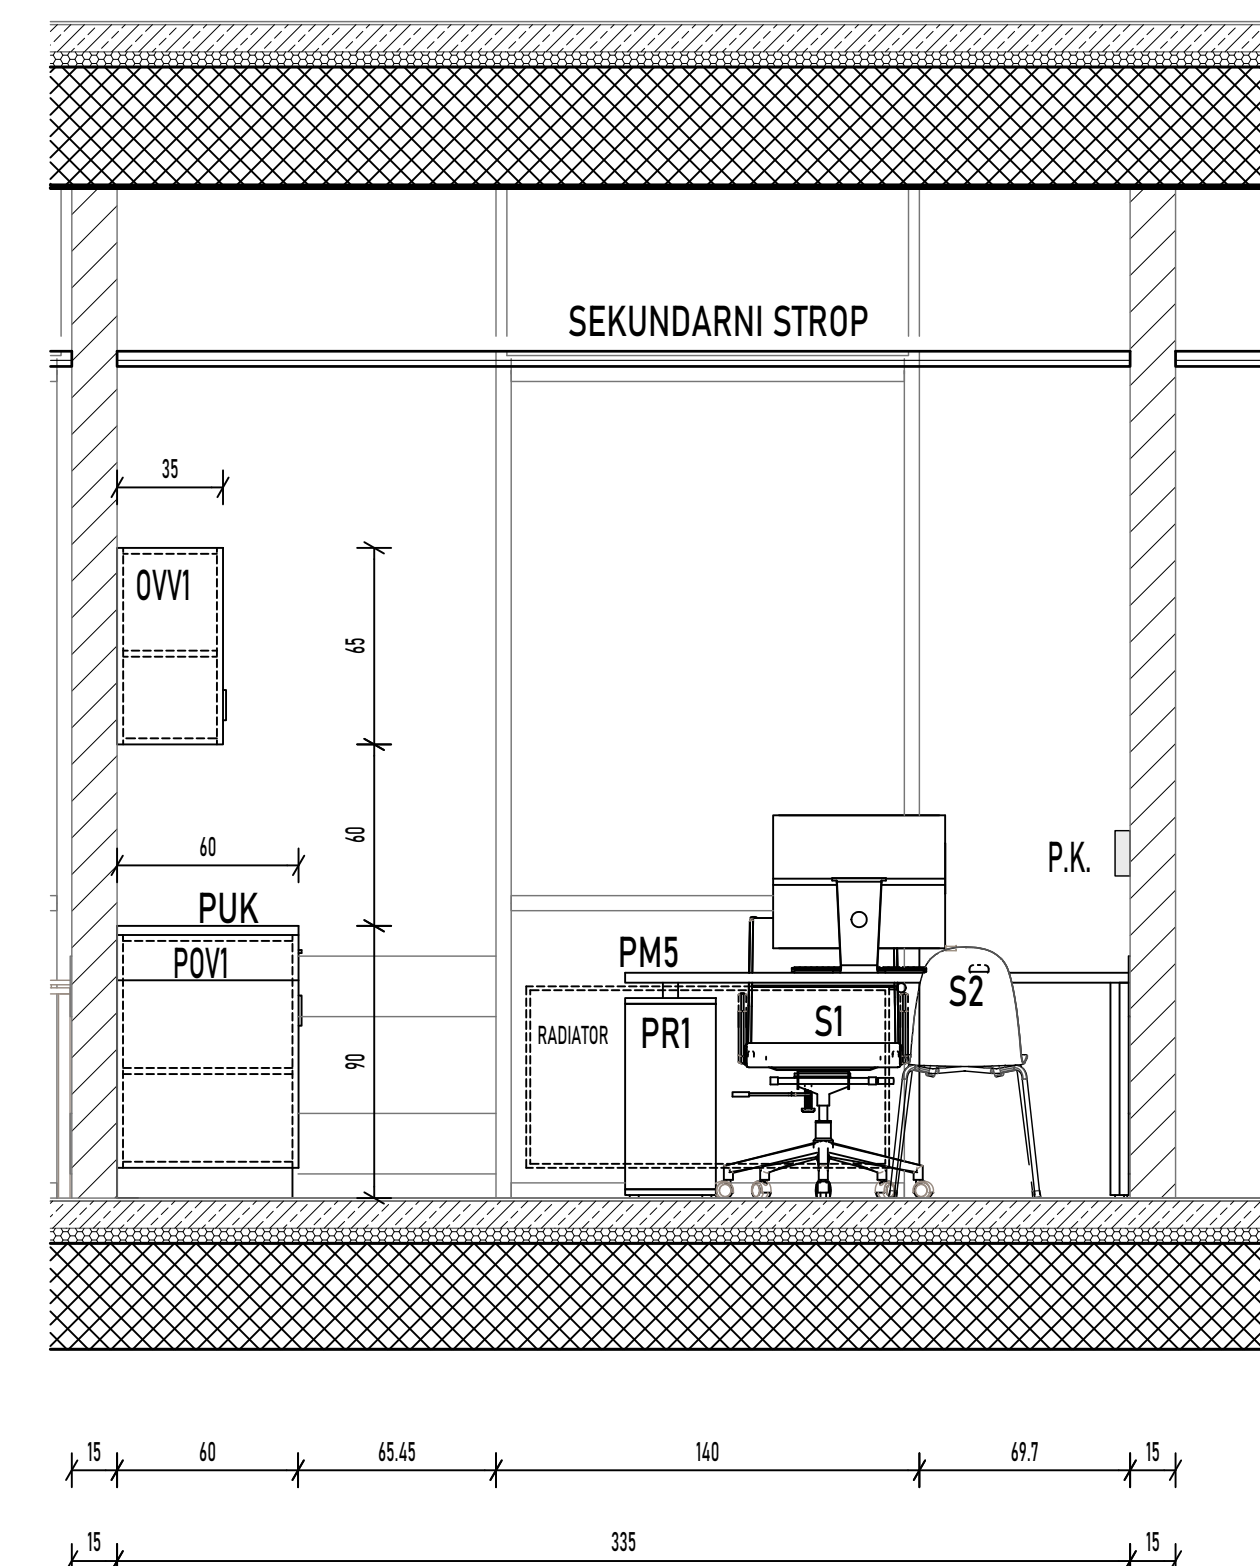 SEKUNDARNI STROP
35
OVV1
65
60
60
P.K.
PUK
PM5
POV1
S2
RADIATOR
PR1
S1
90
15 60 65.45 140 69.7 15
15 335 15